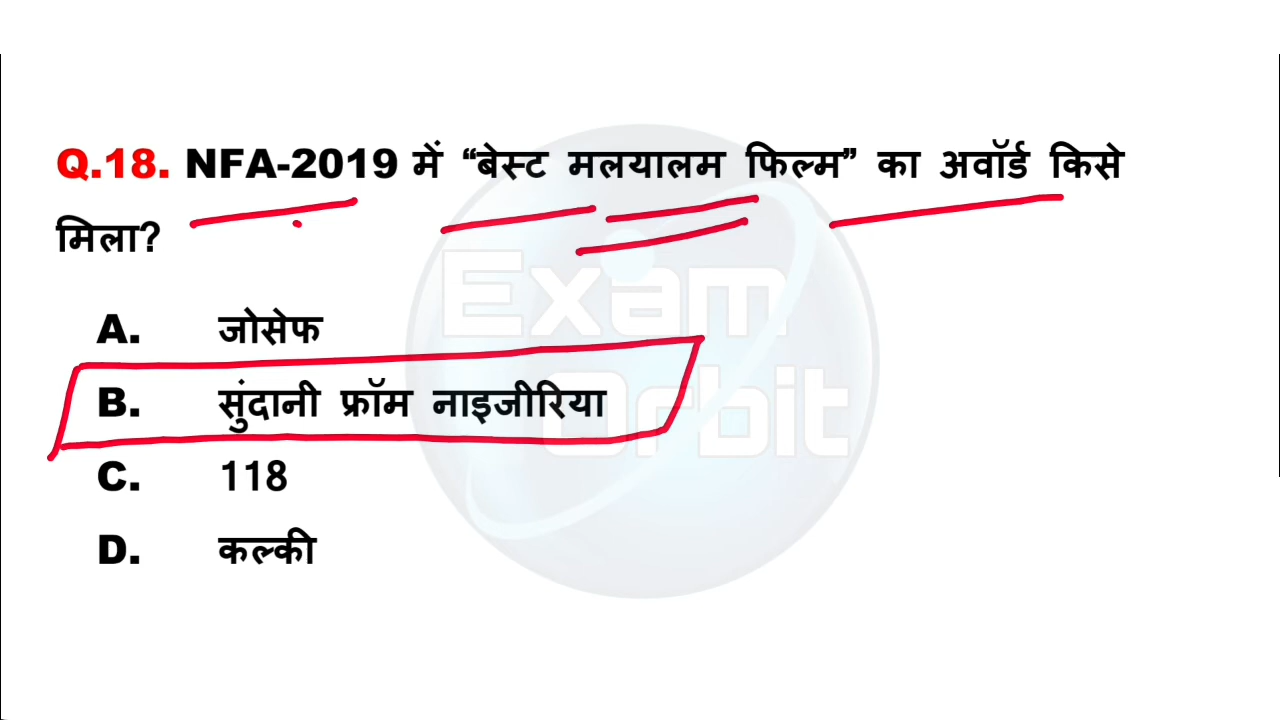 Q.18. NFA-2019 में “बेस्ट मलयालम फिल्म” का अवॉर्ड किसे
मिला?
A. जोसेफ
B. सुंदानी फ्रॉम नाइजीरिया
C. 118
D. कल्की
Exam
Orbit